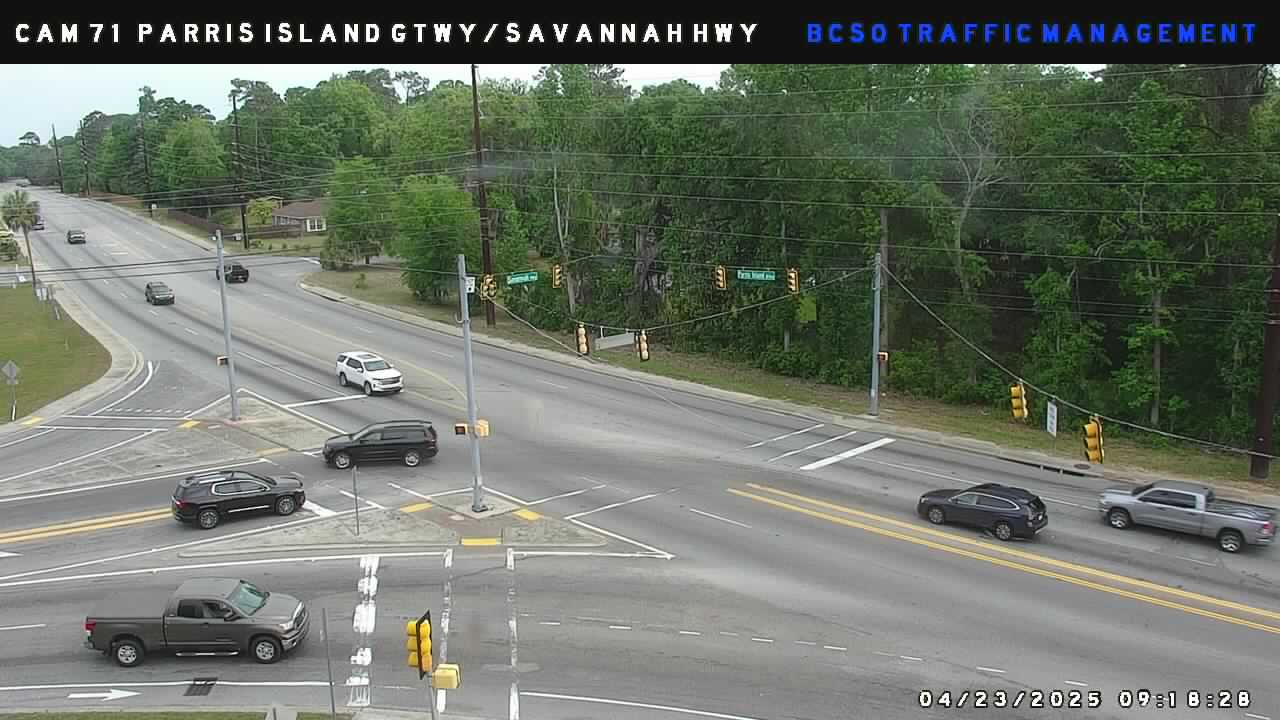 CAM 71 PARRIS ISLAND GTWY/SAVANNAH HWY BCSO TRAFFIC MANAGEMENT
04/23/2025 09:18:28